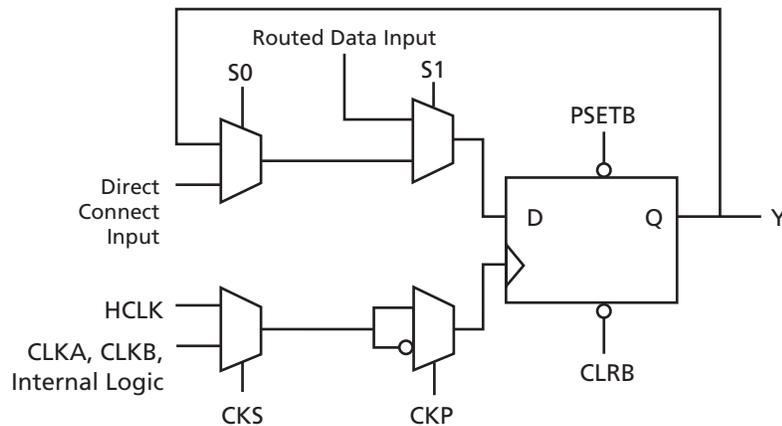 Routed Data Input
S0
S1
PSETB
Direct
Connect
Input
D
Q
Y
HCLK
CLKA, CLKB,
Internal Logic
CKS
CKP
CLRB